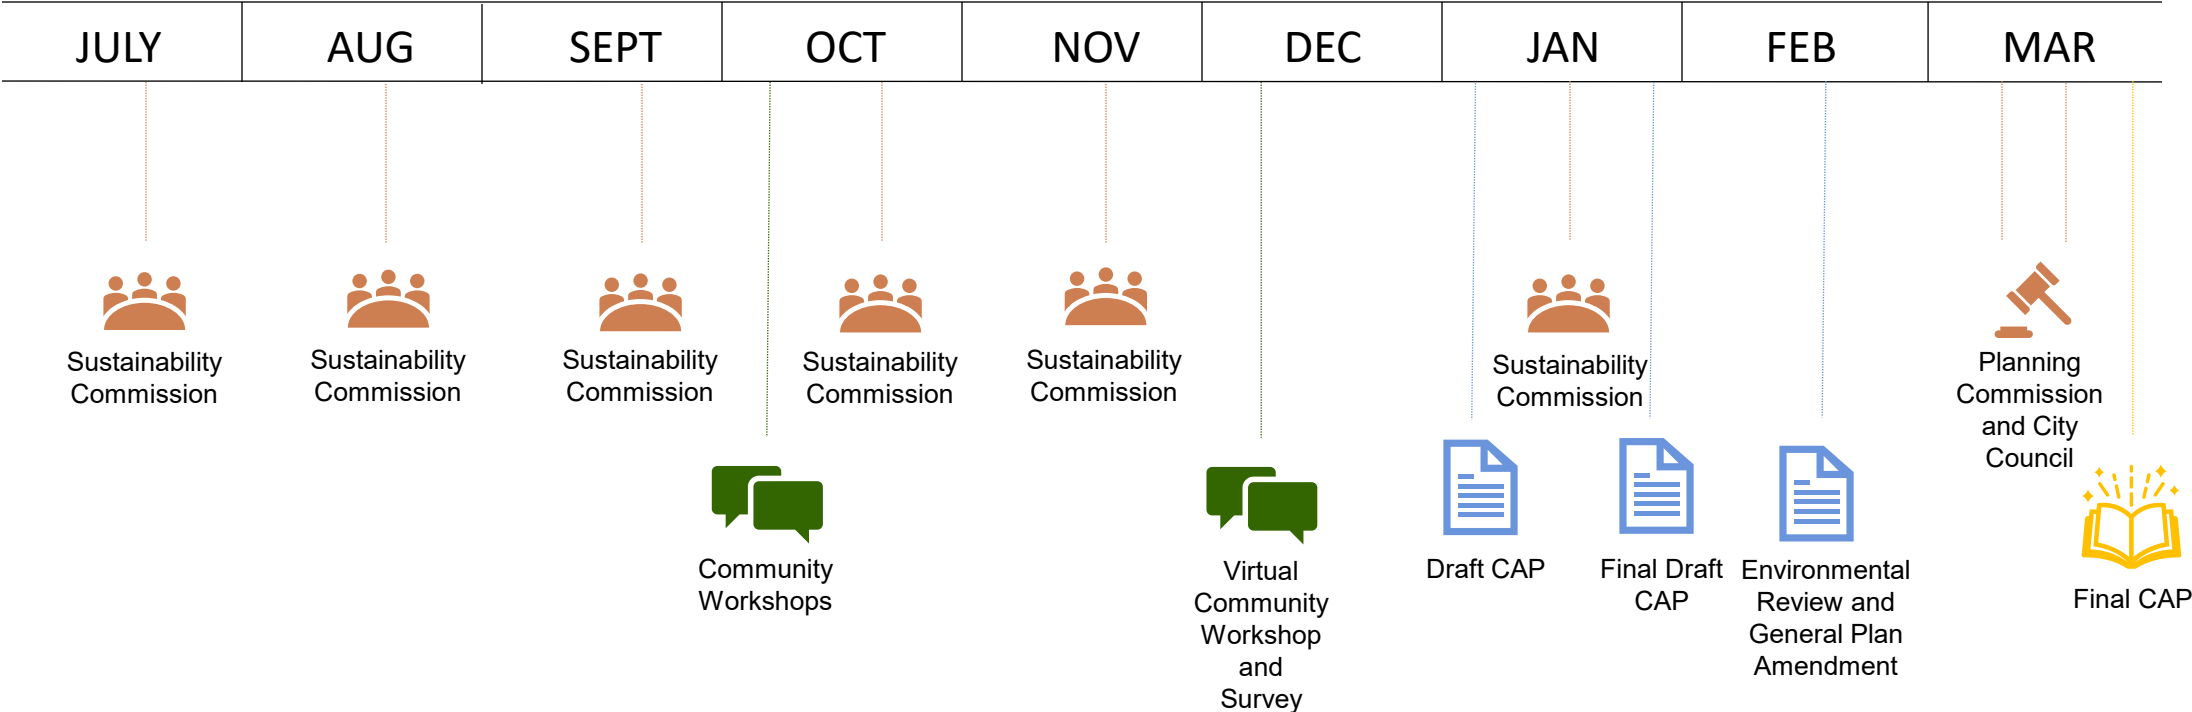 JULY
AUG
SEPT
OCT
NOV
DEC
JAN
FEB
MAR
Sustainability
Commission
Sustainability
Commission
Sustainability
Commission
Sustainability
Commission
Sustainability
Commission
Sustainability
Commission
Planning
Commission
and City
Council
Community
Workshops
Virtual
Community
Workshop
and
Survey
Draft CAP
Final Draft
CAP
Environmental
Review and
General Plan
Amendment
Final CAP